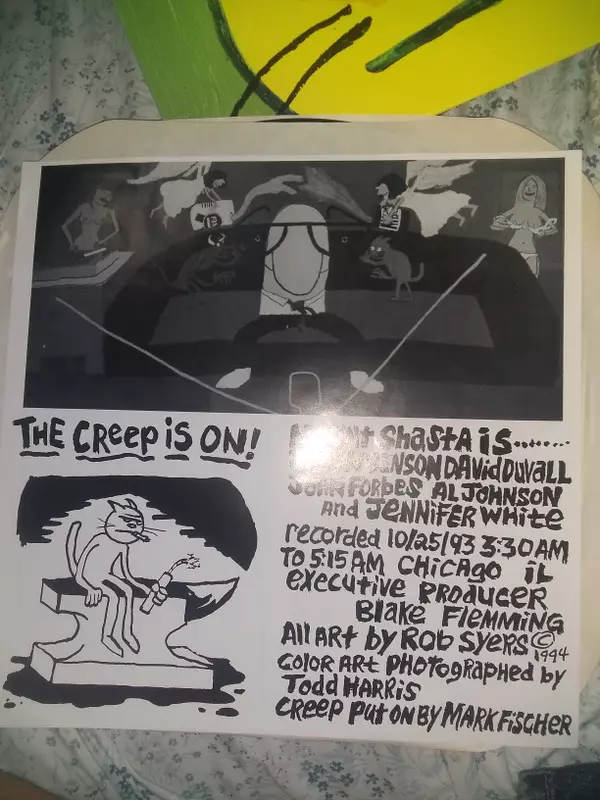 THE CReep iS ON!
Shasta iS........
DAViD DUVALL
JOHN FORBES AL JOHNSON
AND JENNiFER WHite
recorded 10/25/93 3:30 AM
TO 5:15 AM CHiCAGO iL
executive PRODUCER
BLAKE FLEMMING
All ART by ROB SYERS © 1994
COLOR ART PHOTOGRAPHED by
Todd HARRiS
CREEP PUT ON BY MARK FiSCHER
13